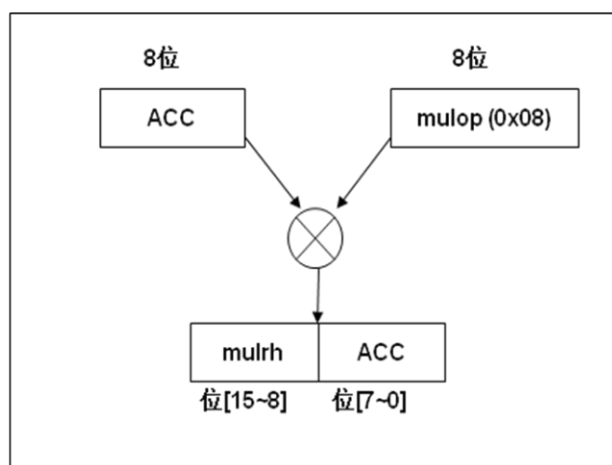 8位 8位
ACC mulop (0x08)
mulrh ACC
位[15~8] 位[7~0]